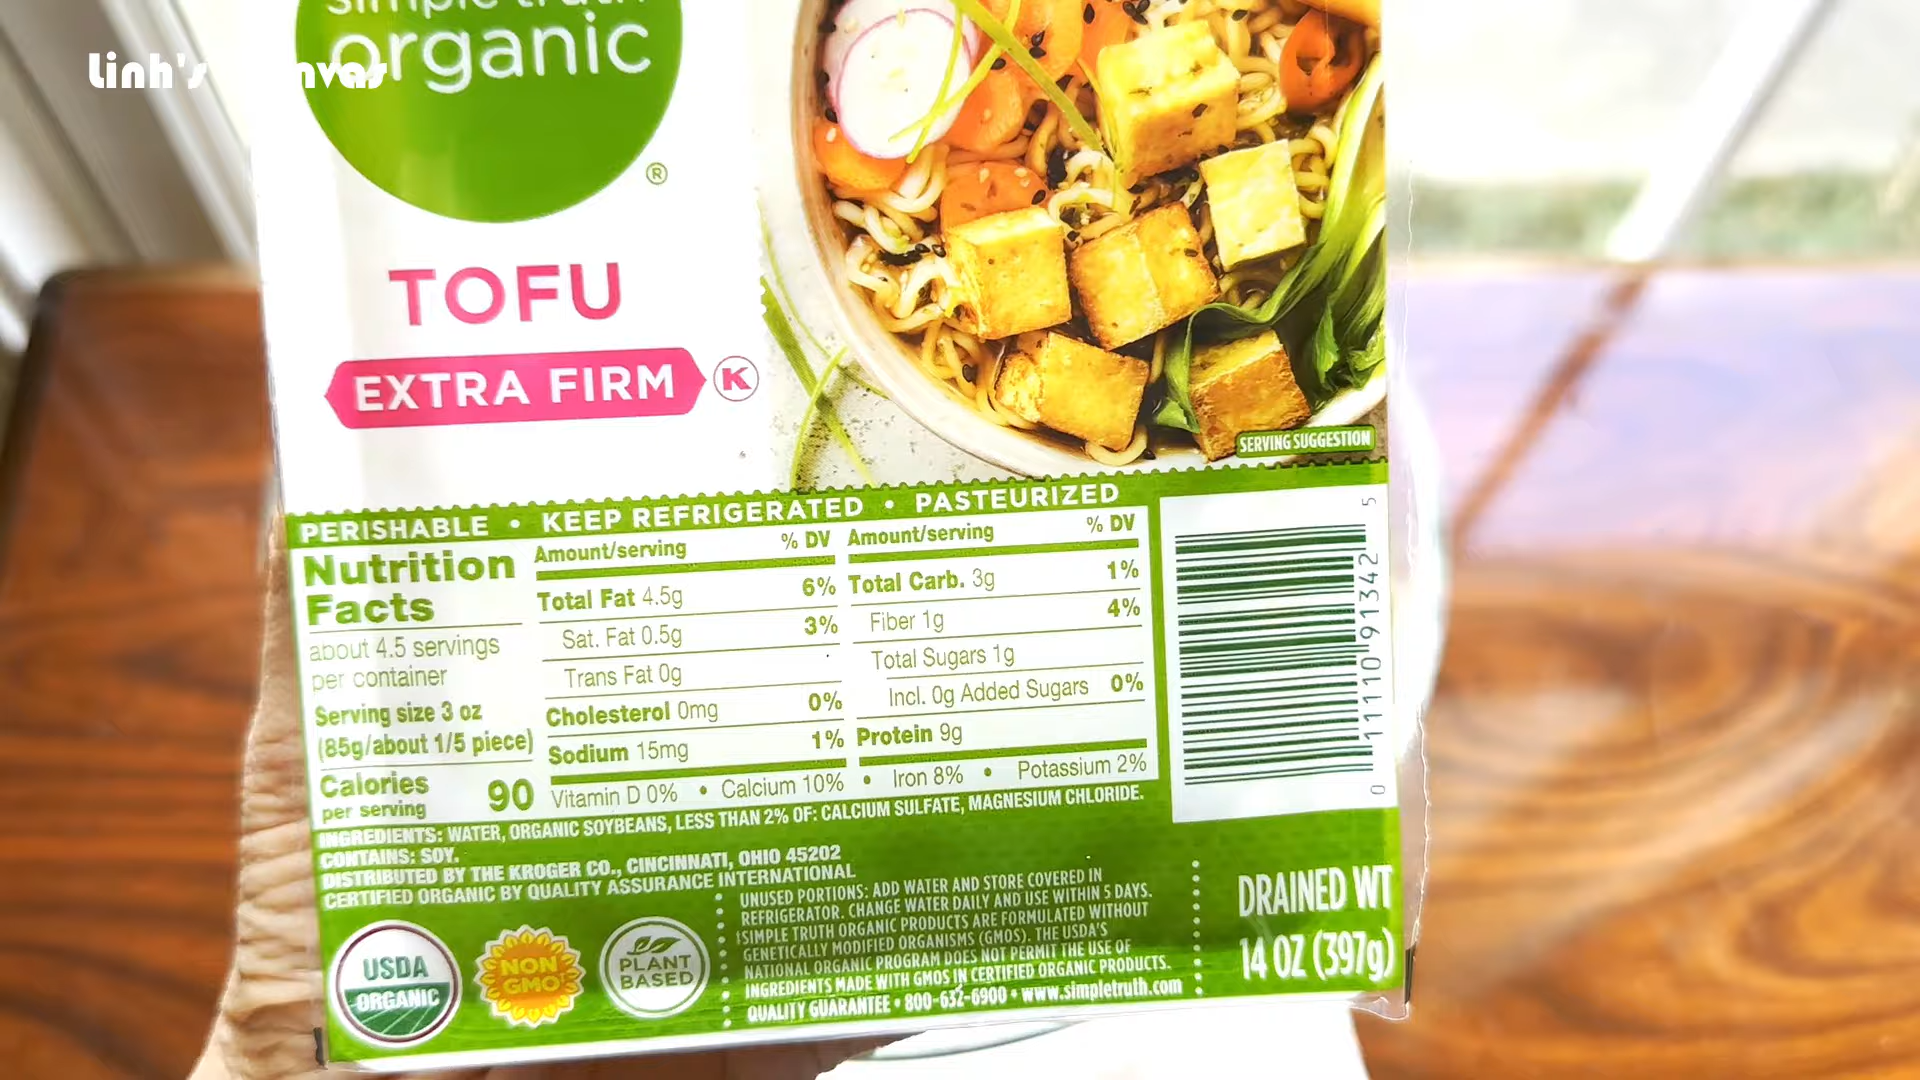 simple truth
organic
Linh's
®
TOFU
EXTRA FIRM
K
SERVING SUGGESTION
PERISHABLE • KEEP REFRIGERATED • PASTEURIZED
Nutrition
Facts
about 4.5 servings
per container
Serving size 3 oz
(85g/about 1/5 piece)
Calories
per serving
90
Amount/serving % DV
Total Fat 4.5g 6%
Sat. Fat 0.5g 3%
Trans Fat 0g
Cholesterol 0mg 0%
Sodium 15mg 1%
Amount/serving % DV
Total Carb. 3g 1%
Fiber 1g 4%
Total Sugars 1g
Incl. 0g Added Sugars 0%
Protein 9g
Vitamin D 0% • Calcium 10% • Iron 8% • Potassium 2%
0 11110 91342 5
INGREDIENTS: WATER, ORGANIC SOYBEANS, LESS THAN 2% OF: CALCIUM SULFATE, MAGNESIUM CHLORIDE.
CONTAINS: SOY.
DISTRIBUTED BY THE KROGER CO., CINCINNATI, OHIO 45202
CERTIFIED ORGANIC BY QUALITY ASSURANCE INTERNATIONAL
USDA
ORGANIC
NON
GMO
PLANT
BASED
UNUSED PORTIONS: ADD WATER AND STORE COVERED IN
REFRIGERATOR. CHANGE WATER DAILY AND USE WITHIN 5 DAYS.
SIMPLE TRUTH ORGANIC PRODUCTS ARE FORMULATED WITHOUT
GENETICALLY MODIFIED ORGANISMS (GMOS). THE USDA'S
NATIONAL ORGANIC PROGRAM DOES NOT PERMIT THE USE OF
INGREDIENTS MADE WITH GMOS IN CERTIFIED ORGANIC PRODUCTS.
QUALITY GUARANTEE • 800-632-6900 • www.simpletruth.com
DRAINED WT
14 OZ (397g)